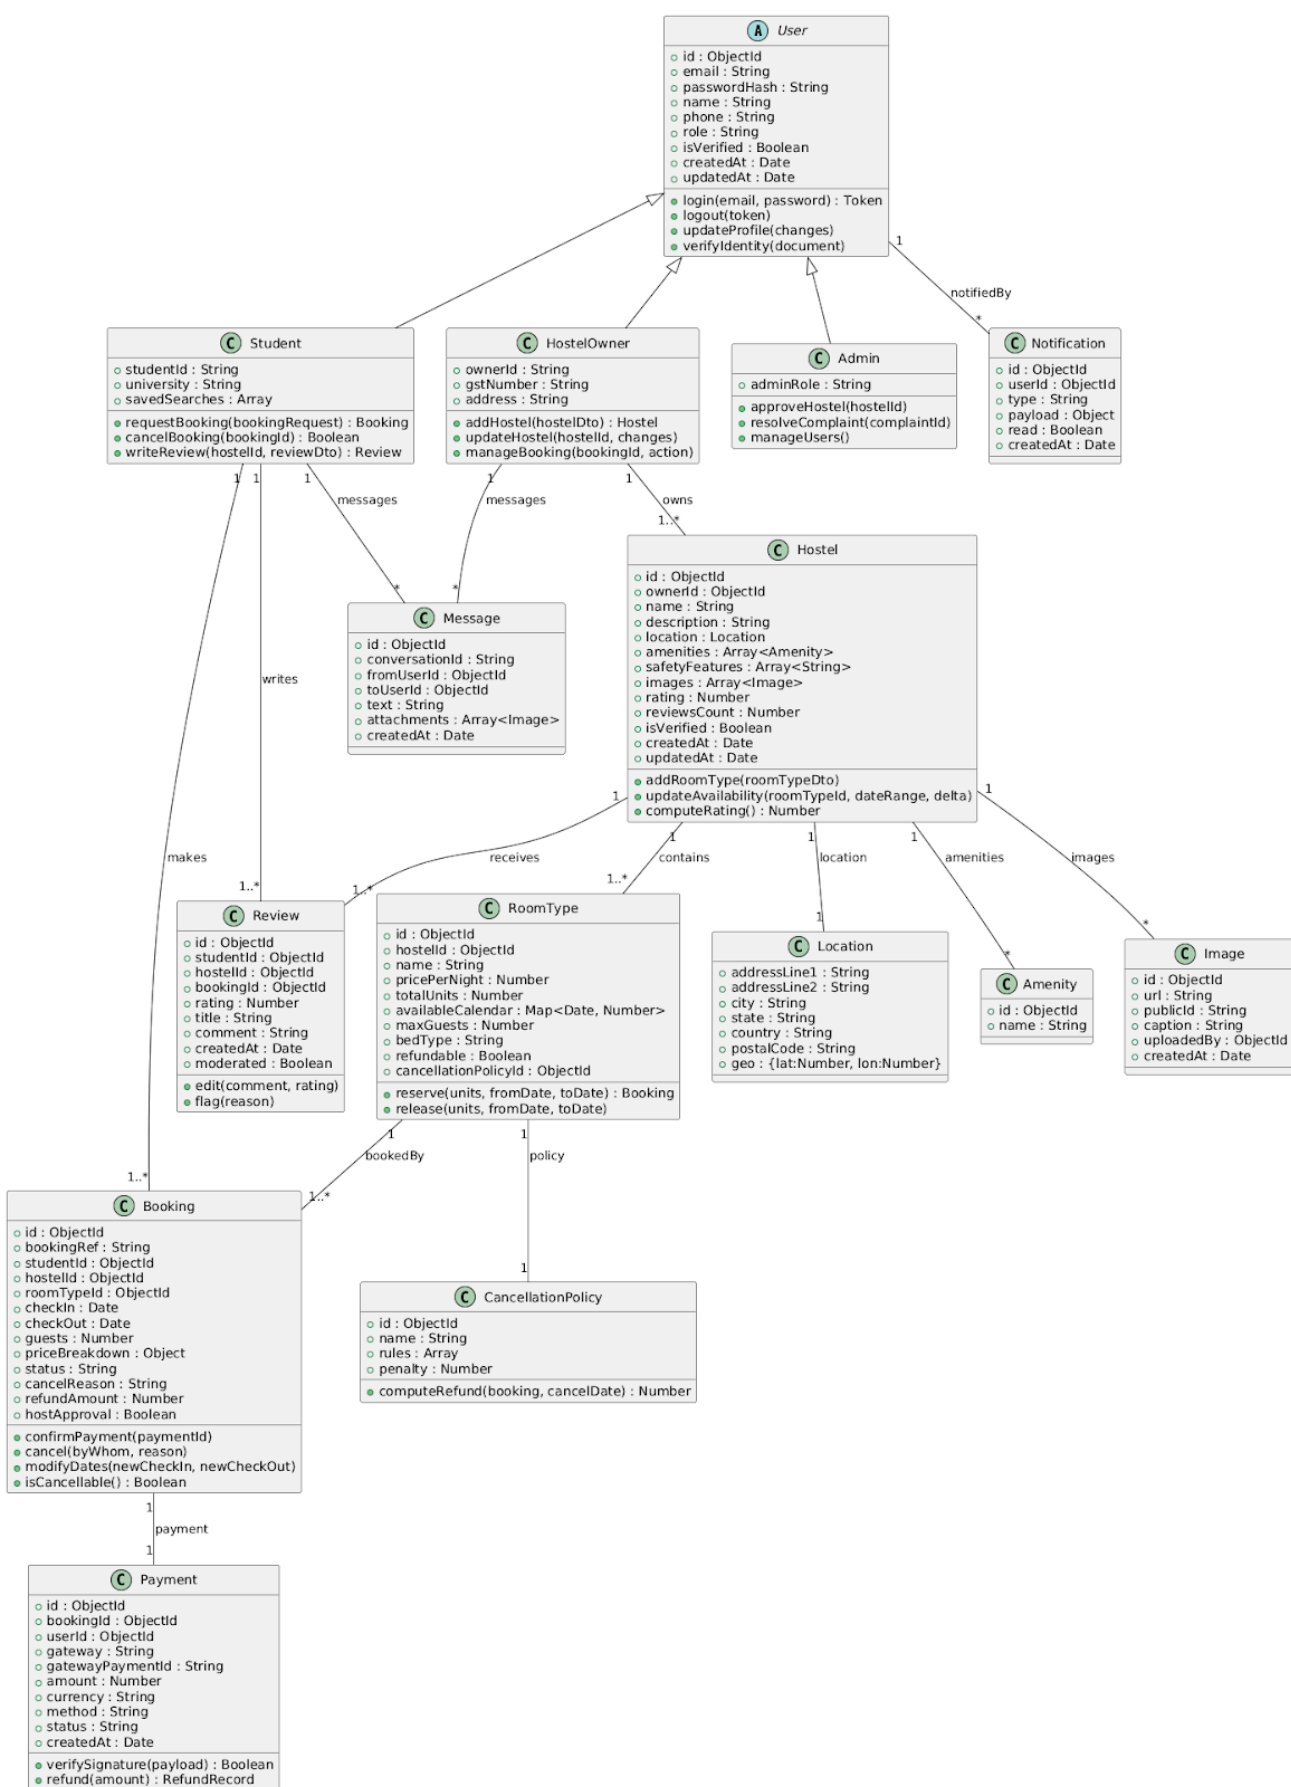 A User
id : ObjectId
email : String
passwordHash : String
name : String
phone : String
role : String
isVerified : Boolean
createdAt : Date
updatedAt : Date
login(email, password) : Token
logout(token)
updateProfile(changes)
verifyIdentity(document)
1
notifiedBy
*
C Student
studentId : String
university : String
savedSearches : Array
requestBooking(bookingRequest) : Booking
cancelBooking(bookingId) : Boolean
writeReview(hostelId, reviewDto) : Review
C HostelOwner
ownerId : String
gstNumber : String
address : String
addHostel(hostelDto) : Hostel
updateHostel(hostelId, changes)
manageBooking(bookingId, action)
C Admin
adminRole : String
approveHostel(hostelId)
resolveComplaint(complaintId)
manageUsers()
C Notification
id : ObjectId
userId : ObjectId
type : String
payload : Object
read : Boolean
createdAt : Date
1 1 1 1 1
messages messages owns
1..*
* *
C Message
id : ObjectId
conversationId : String
fromUserId : ObjectId
toUserId : ObjectId
text : String
attachments : Array<Image>
createdAt : Date
C Hostel
id : ObjectId
ownerId : ObjectId
name : String
description : String
location : Location
amenities : Array<Amenity>
safetyFeatures : Array<String>
images : Array<Image>
rating : Number
reviewsCount : Number
isVerified : Boolean
createdAt : Date
updatedAt : Date
addRoomType(roomTypeDto)
updateAvailability(roomTypeId, dateRange, delta)
computeRating() : Number
writes
1 1
1 1 1
makes receives contains location amenities images
1..* 1..* 1..* 1 * *
C Review
id : ObjectId
studentId : ObjectId
hostelId : ObjectId
bookingId : ObjectId
rating : Number
title : String
comment : String
createdAt : Date
moderated : Boolean
edit(comment, rating)
flag(reason)
C RoomType
id : ObjectId
hostelId : ObjectId
name : String
pricePerNight : Number
totalUnits : Number
availableCalendar : Map<Date, Number>
maxGuests : Number
bedType : String
refundable : Boolean
cancellationPolicyId : ObjectId
reserve(units, fromDate, toDate) : Booking
release(units, fromDate, toDate)
C Location
addressLine1 : String
addressLine2 : String
city : String
state : String
country : String
postalCode : String
geo : {lat:Number, lon:Number}
C Amenity
id : ObjectId
name : String
C Image
id : ObjectId
url : String
publicId : String
caption : String
uploadedBy : ObjectId
createdAt : Date
1 1
bookedBy policy
1..* 1..*
1
C Booking
id : ObjectId
bookingRef : String
studentId : ObjectId
hostelId : ObjectId
roomTypeId : ObjectId
checkIn : Date
checkOut : Date
guests : Number
priceBreakdown : Object
status : String
cancelReason : String
refundAmount : Number
hostApproval : Boolean
confirmPayment(paymentId)
cancel(byWhom, reason)
modifyDates(newCheckIn, newCheckOut)
isCancellable() : Boolean
C CancellationPolicy
id : ObjectId
name : String
rules : Array
penalty : Number
computeRefund(booking, cancelDate) : Number
1
payment
1
C Payment
id : ObjectId
bookingId : ObjectId
userId : ObjectId
gateway : String
gatewayPaymentId : String
amount : Number
currency : String
method : String
status : String
createdAt : Date
verifySignature(payload) : Boolean
refund(amount) : RefundRecord